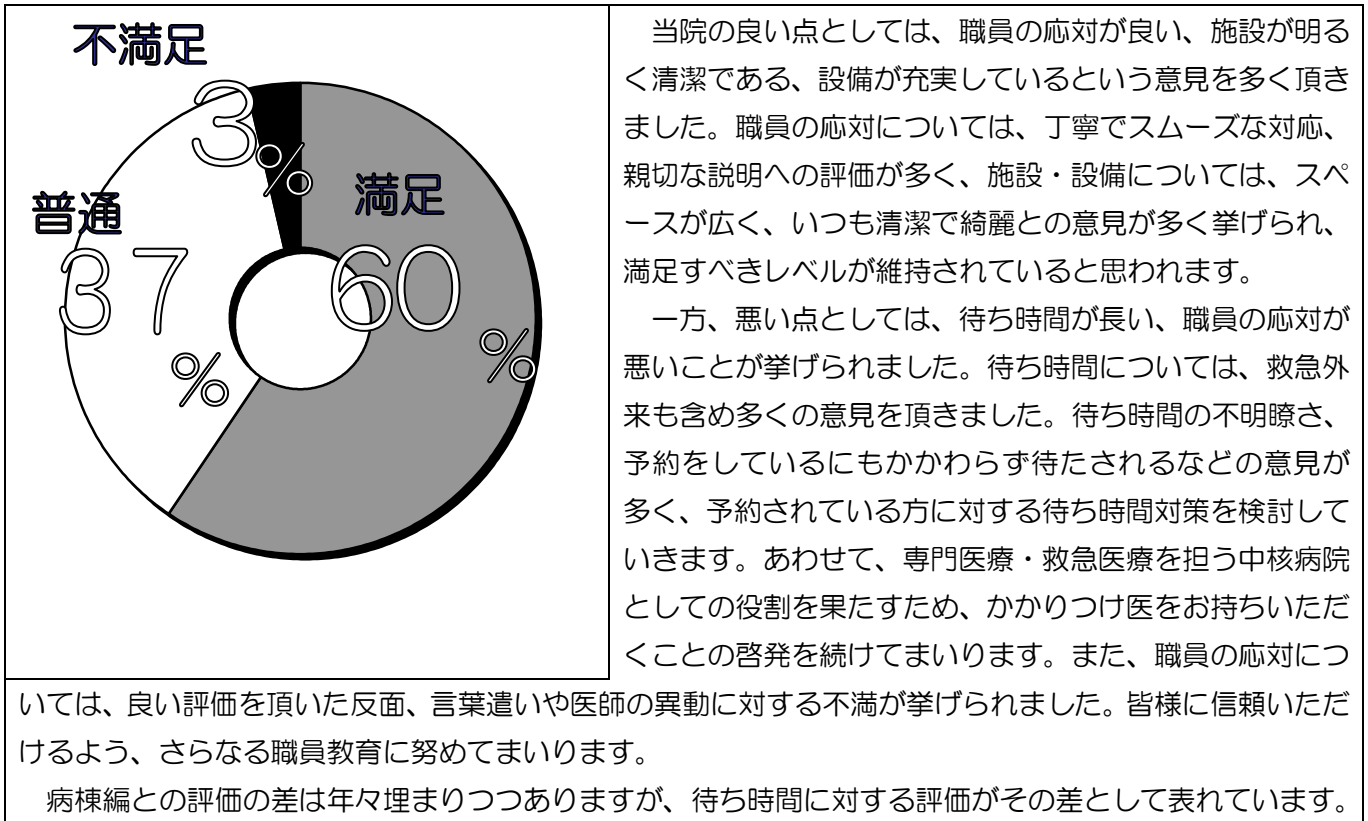 不満足
3%
満足
60%
普通
37%
　当院の良い点としては、職員の応対が良い、施設が明る
く清潔である、設備が充実しているという意見を多く頂き
ました。職員の応対については、丁寧でスムーズな対応、
親切な説明への評価が多く、施設・設備については、スペ
ースが広く、いつも清潔で綺麗との意見が多く挙げられ、
満足すべきレベルが維持されていると思われます。
　一方、悪い点としては、待ち時間が長い、職員の応対が
悪いことが挙げられました。待ち時間については、救急外
来も含め多くの意見を頂きました。待ち時間の不明瞭さ、
予約をしているにもかかわらず待たされるなどの意見が
多く、予約されている方に対する待ち時間対策を検討して
いきます。あわせて、専門医療・救急医療を担う中核病院
としての役割を果たすため、かかりつけ医をお持ちいただ
くことの啓発を続けてまいります。また、職員の応対につ
いては、良い評価を頂いた反面、言葉遣いや医師の異動に対する不満が挙げられました。皆様に信頼いただ
けるよう、さらなる職員教育に努めてまいります。
　病棟編との評価の差は年々埋まりつつありますが、待ち時間に対する評価がその差として表れています。